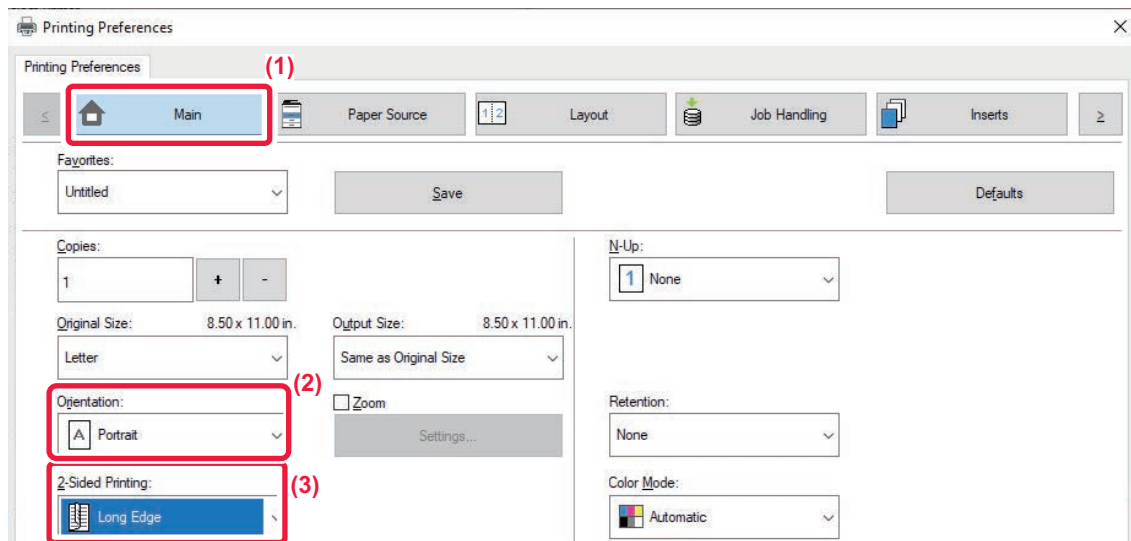 Printing Preferences
Printing Preferences
(1)
Main
Paper Source
1 2
Layout
Job Handling
Inserts
Favorites:
Untitled
Save
Defaults
Copies:
N-Up:
1
+
-
1 None
Original Size: 8.50 x 11.00 in.
Output Size: 8.50 x 11.00 in.
Letter
Same as Original Size
(2)
Orientation:
Zoom
Retention:
A Portrait
Settings...
None
2-Sided Printing:
(3)
Color Mode:
Long Edge
Automatic